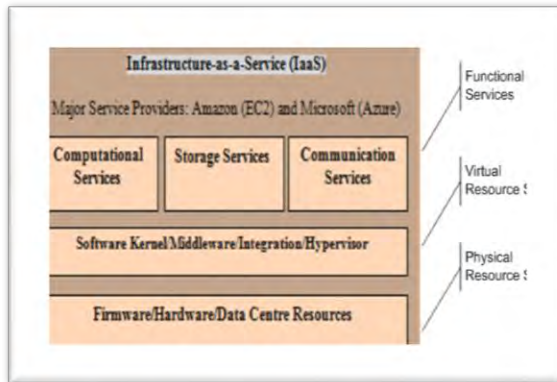 Infrastructure-as-a-Service (IaaS)
Major Service Providers: Amazon (EC2) and Microsoft (Azure)
Computational
Services
Storage Services
Communication
Services
Software Kernel/Middleware/Integration/Hypervisor
Firmware/Hardware/Data Centre Resources
Functional
Services
Virtual
Resource S
Physical
Resource S